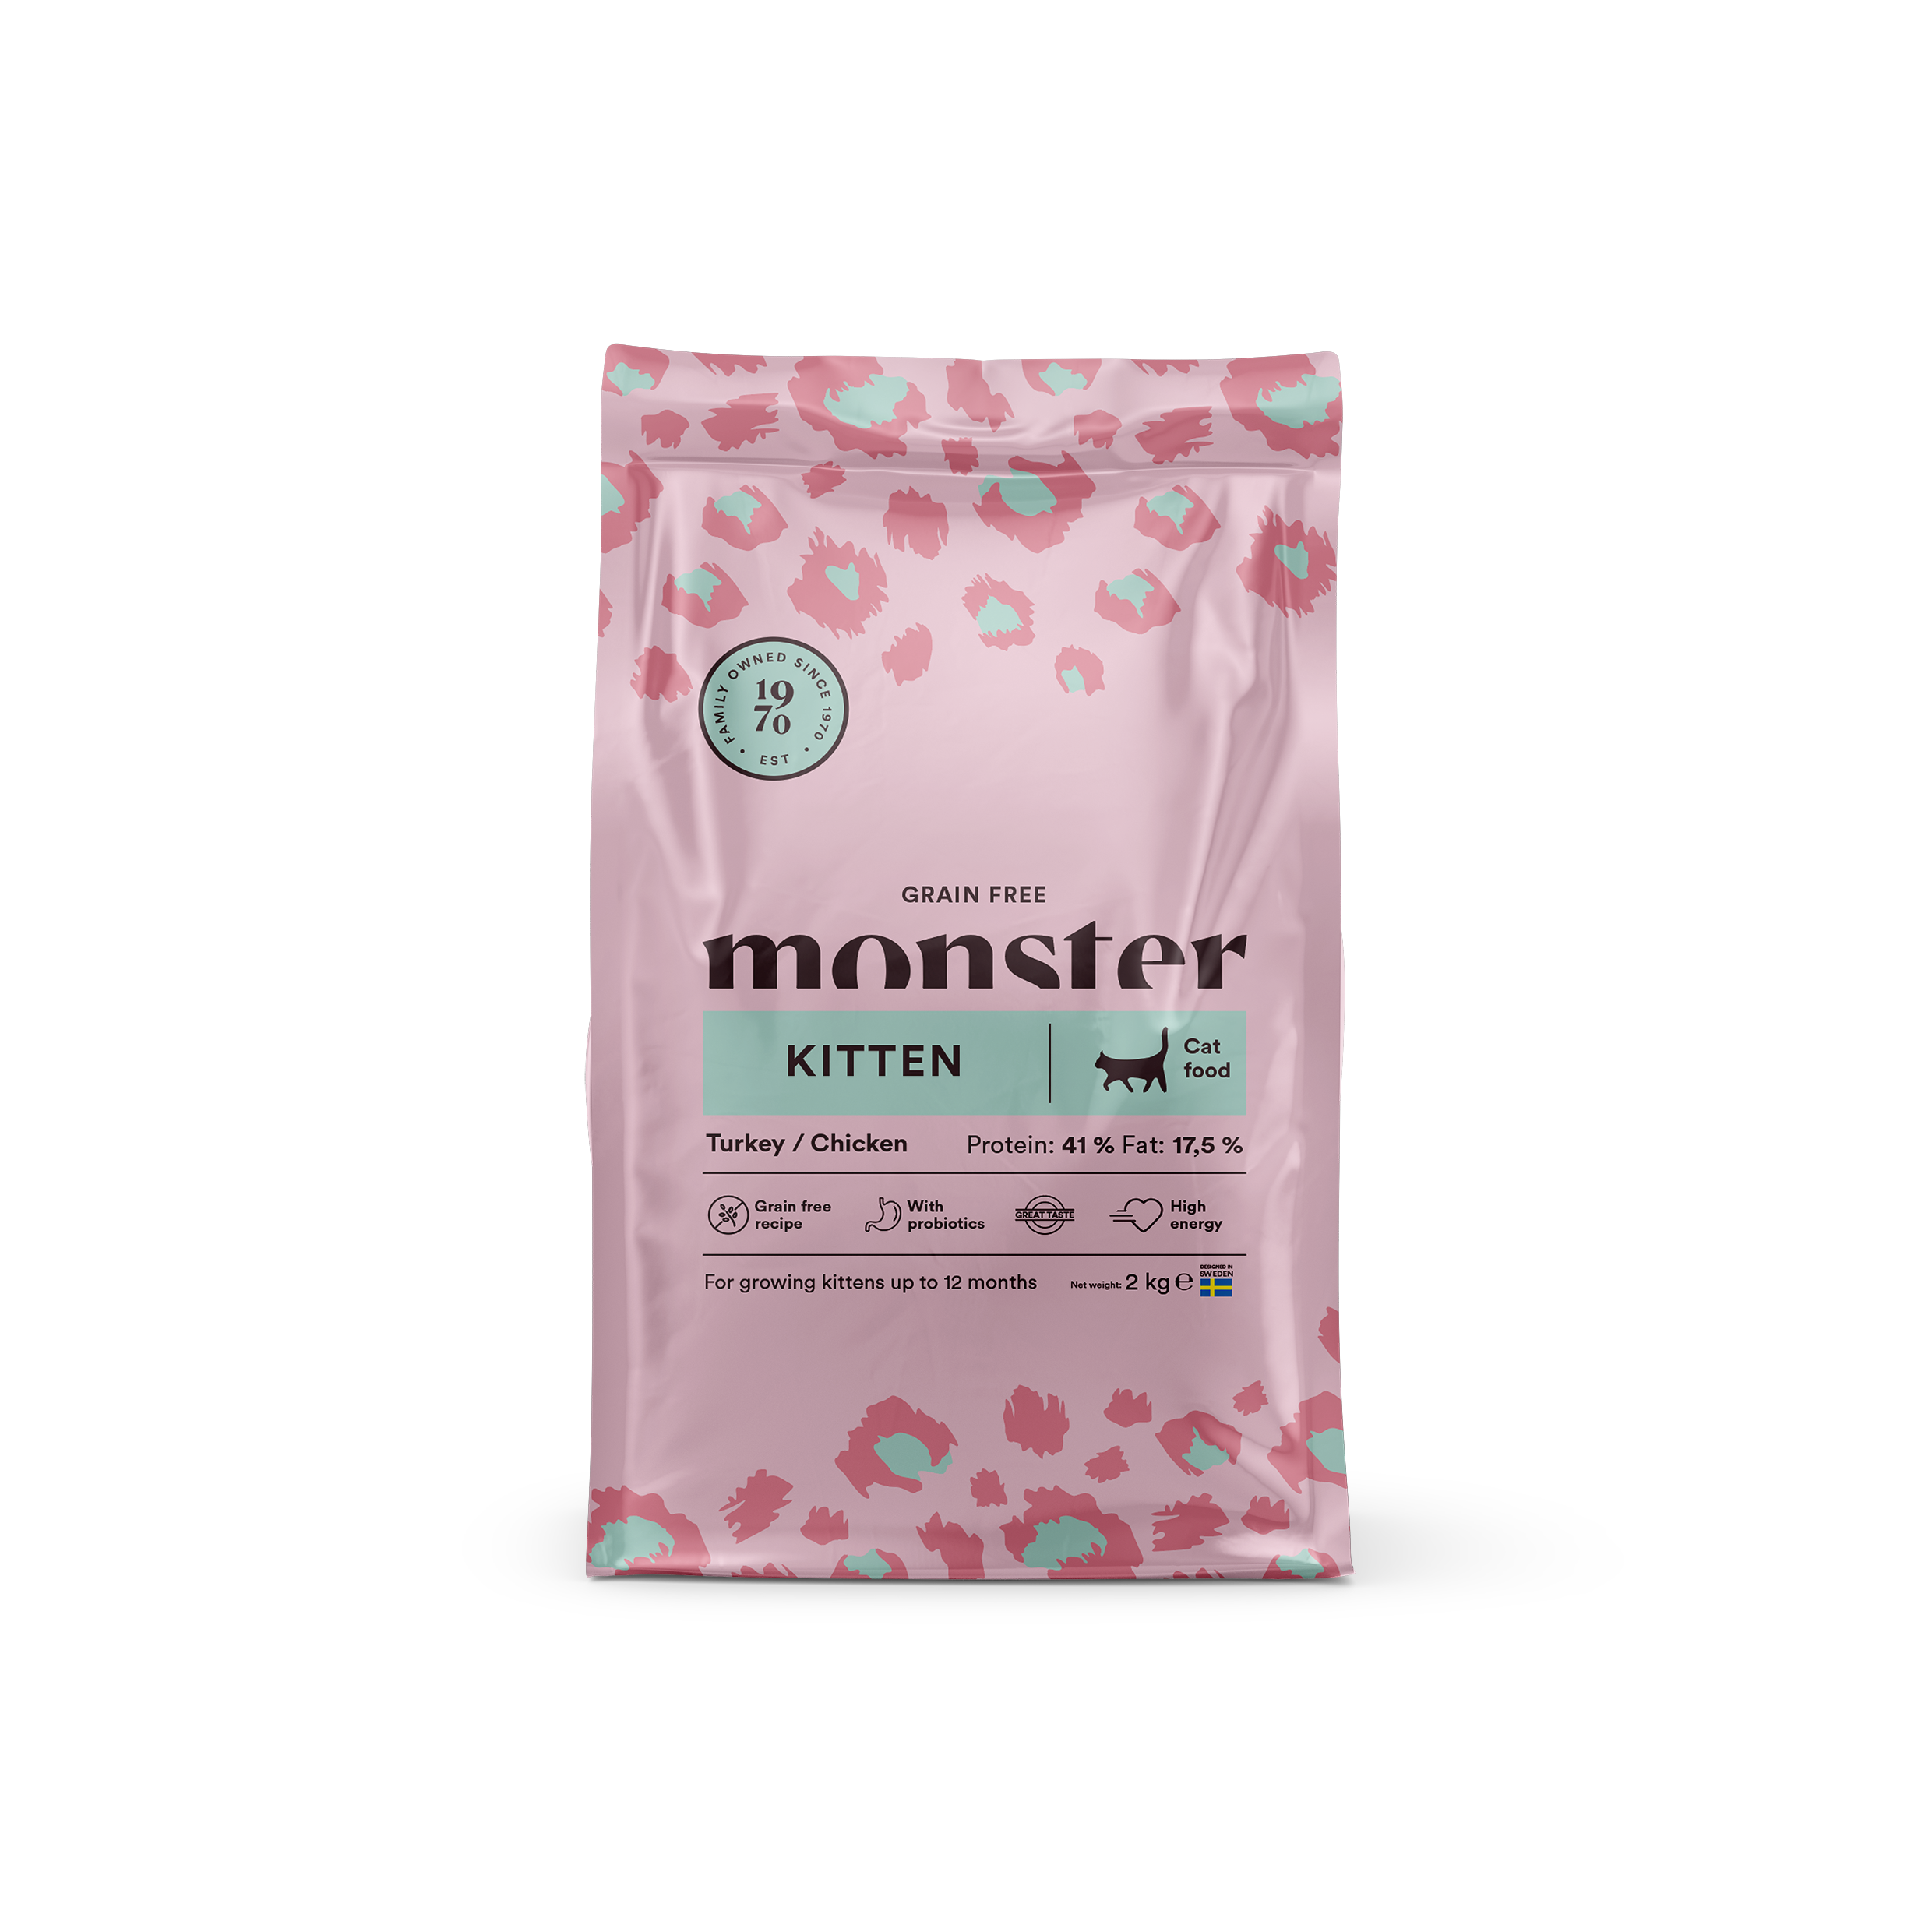 FAMILY OWNED SINCE 1970
19
70
EST
GRAIN FREE
monster
KITTEN
Cat
food
Turkey / Chicken
Protein: 41 % Fat: 17,5 %
Grain free
recipe
With
probiotics
GREAT TASTE
High
energy
For growing kittens up to 12 months
Net weight: 2 kg ℮
DESIGNED IN
SWEDEN